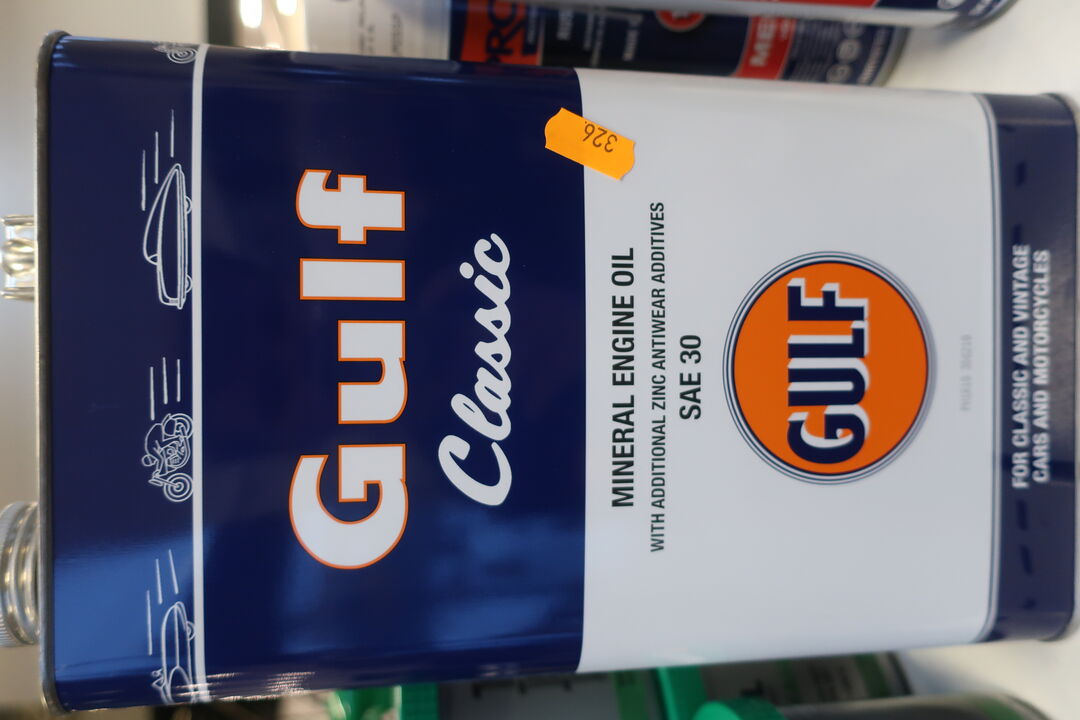 Gulf
Classic
326.
MINERAL ENGINE OIL
WITH ADDITIONAL ZINC ANTIWEAR ADDITIVES
SAE 30
GULF
FOR CLASSIC AND VINTAGE
CARS AND MOTORCYCLES